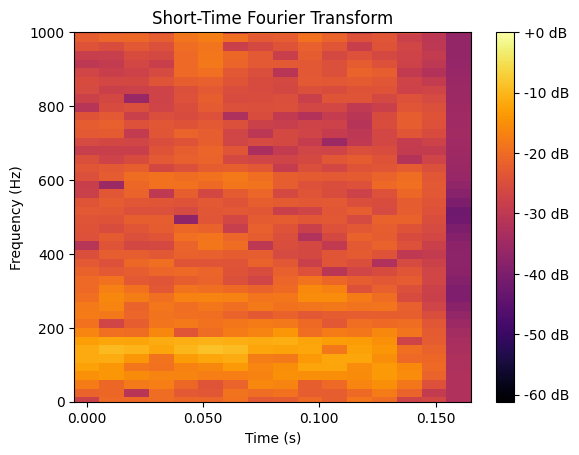 Short-Time Fourier Transform
1000
800
600
400
200
0
Frequency (Hz)
0.000
0.050
0.100
0.150
Time (s)
+0 dB
-10 dB
-20 dB
-30 dB
-40 dB
-50 dB
-60 dB